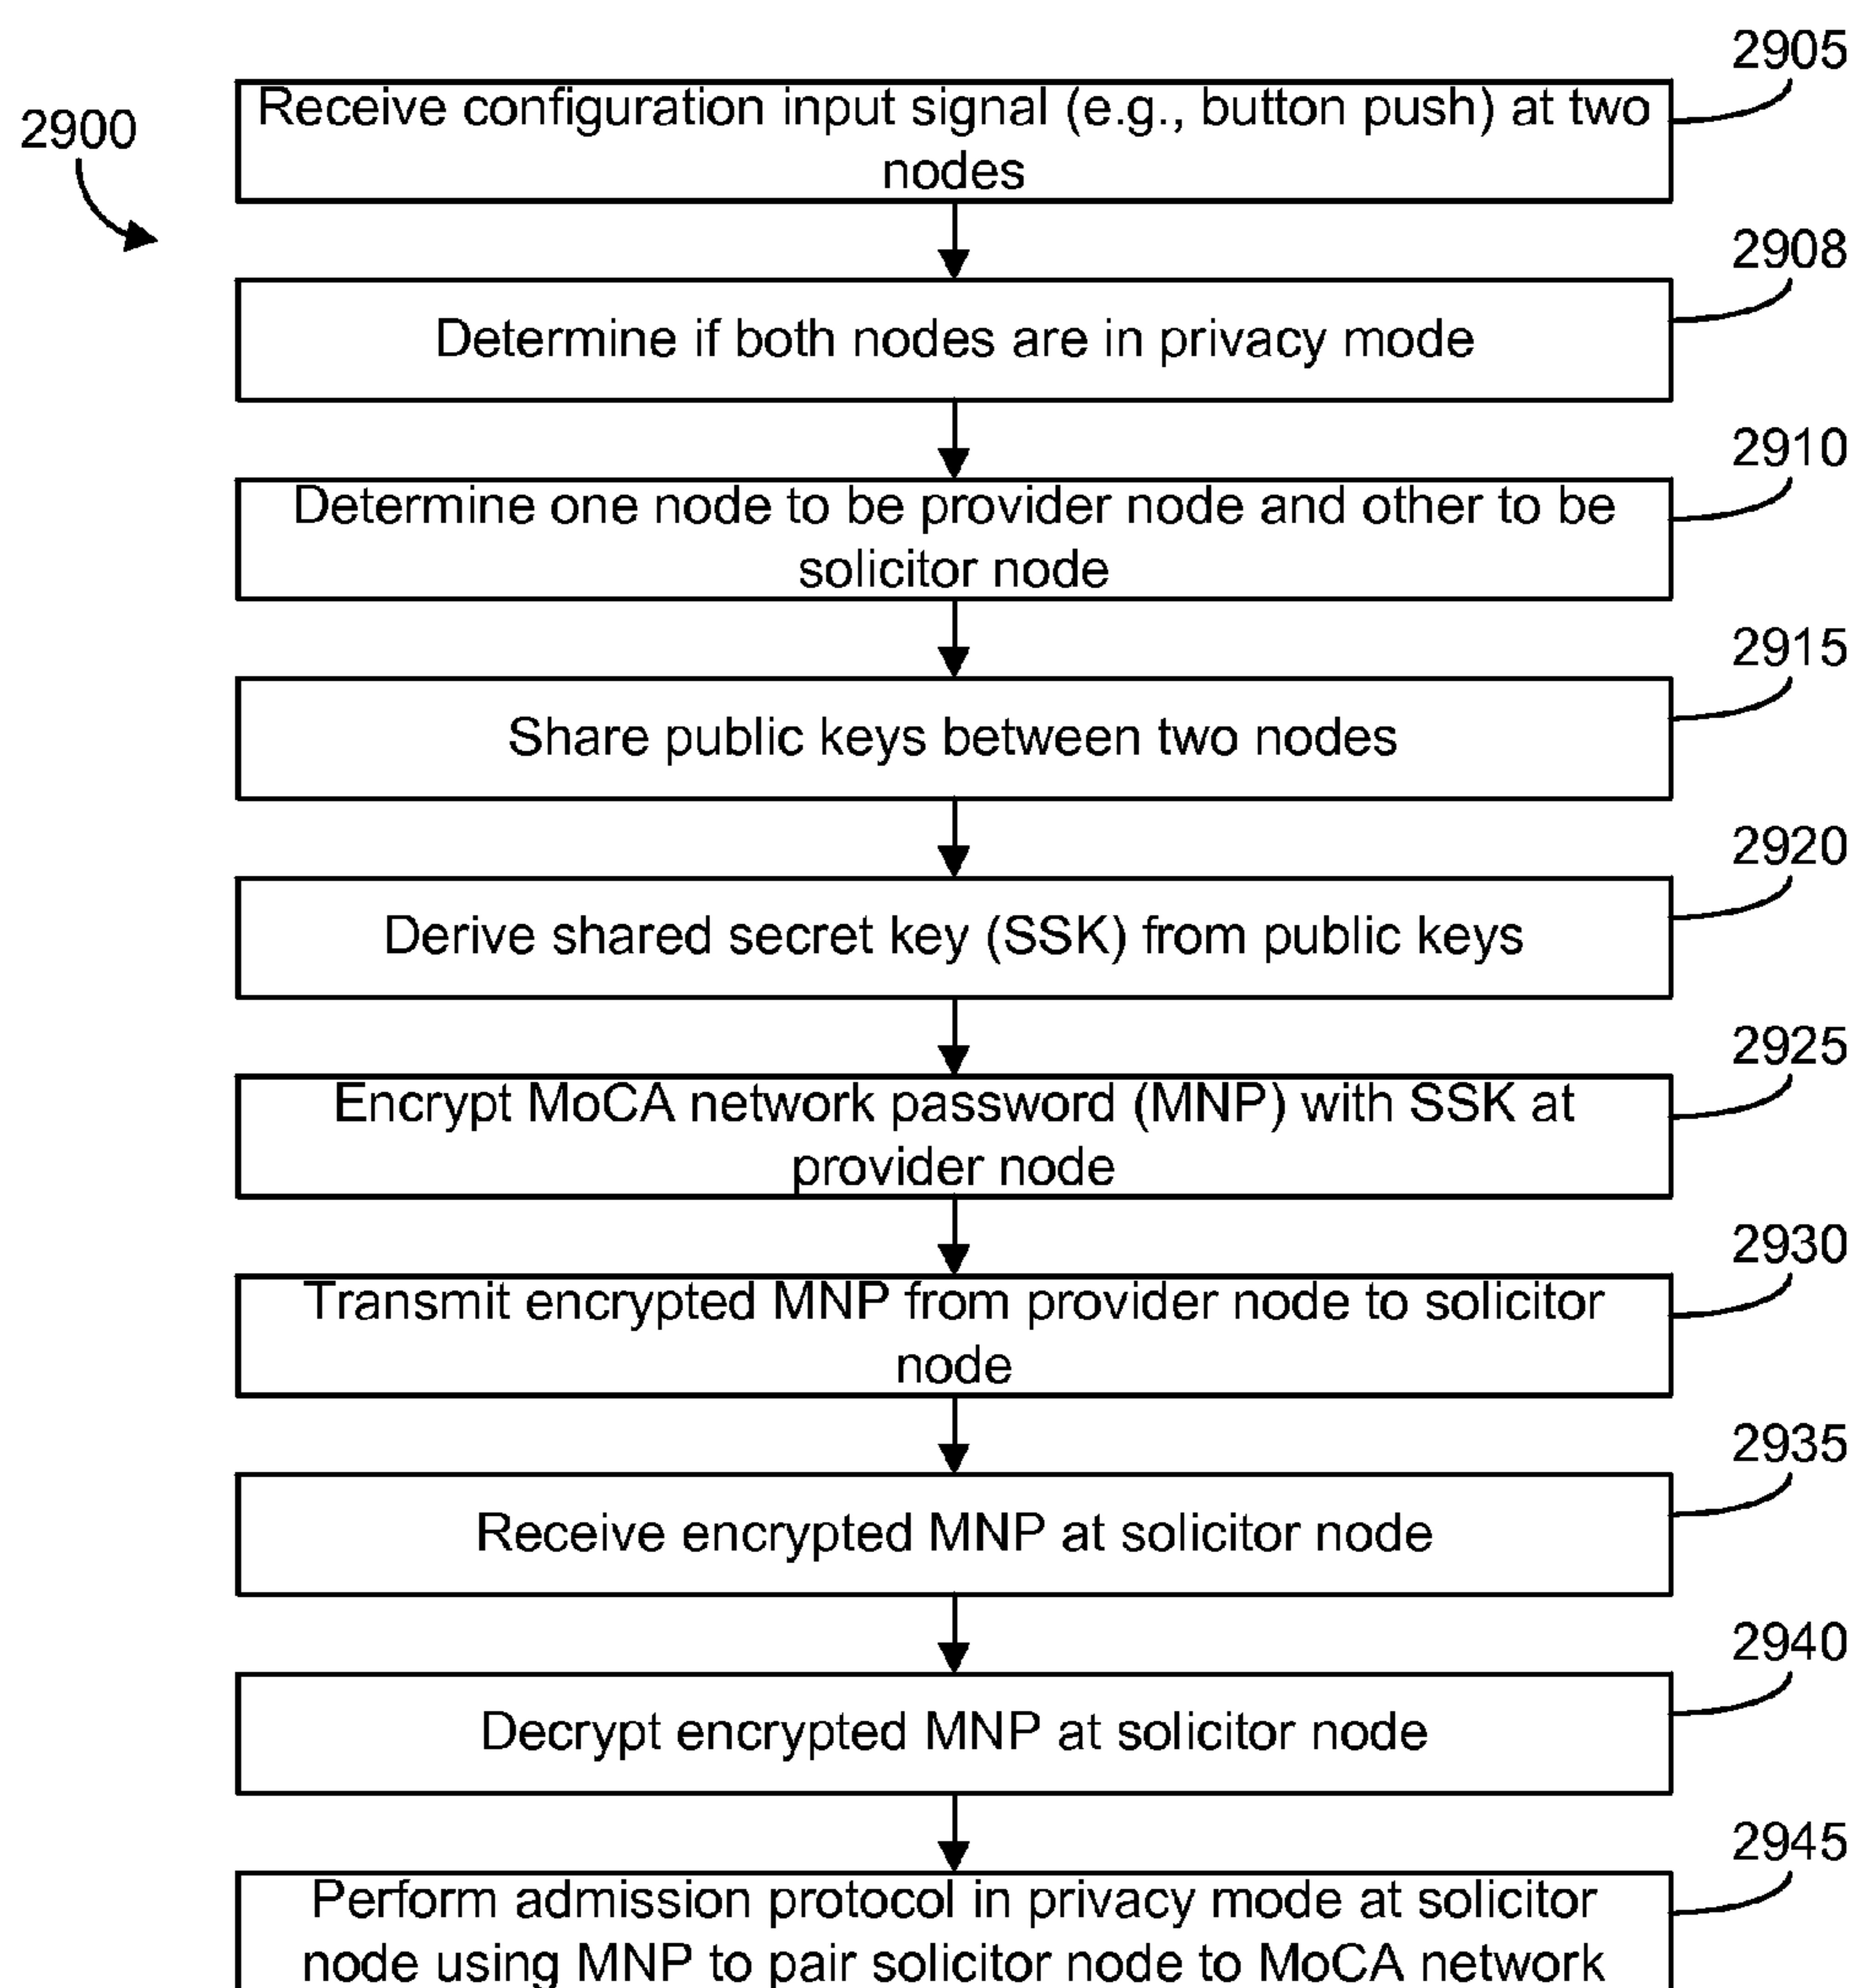 2900
2905
Receive configuration input signal (e.g., button push) at two
nodes
2908
Determine if both nodes are in privacy mode
2910
Determine one node to be provider node and other to be
solicitor node
2915
Share public keys between two nodes
2920
Derive shared secret key (SSK) from public keys
2925
Encrypt MoCA network password (MNP) with SSK at
provider node
2930
Transmit encrypted MNP from provider node to solicitor
node
2935
Receive encrypted MNP at solicitor node
2940
Decrypt encrypted MNP at solicitor node
2945
Perform admission protocol in privacy mode at solicitor
node using MNP to pair solicitor node to MoCA network